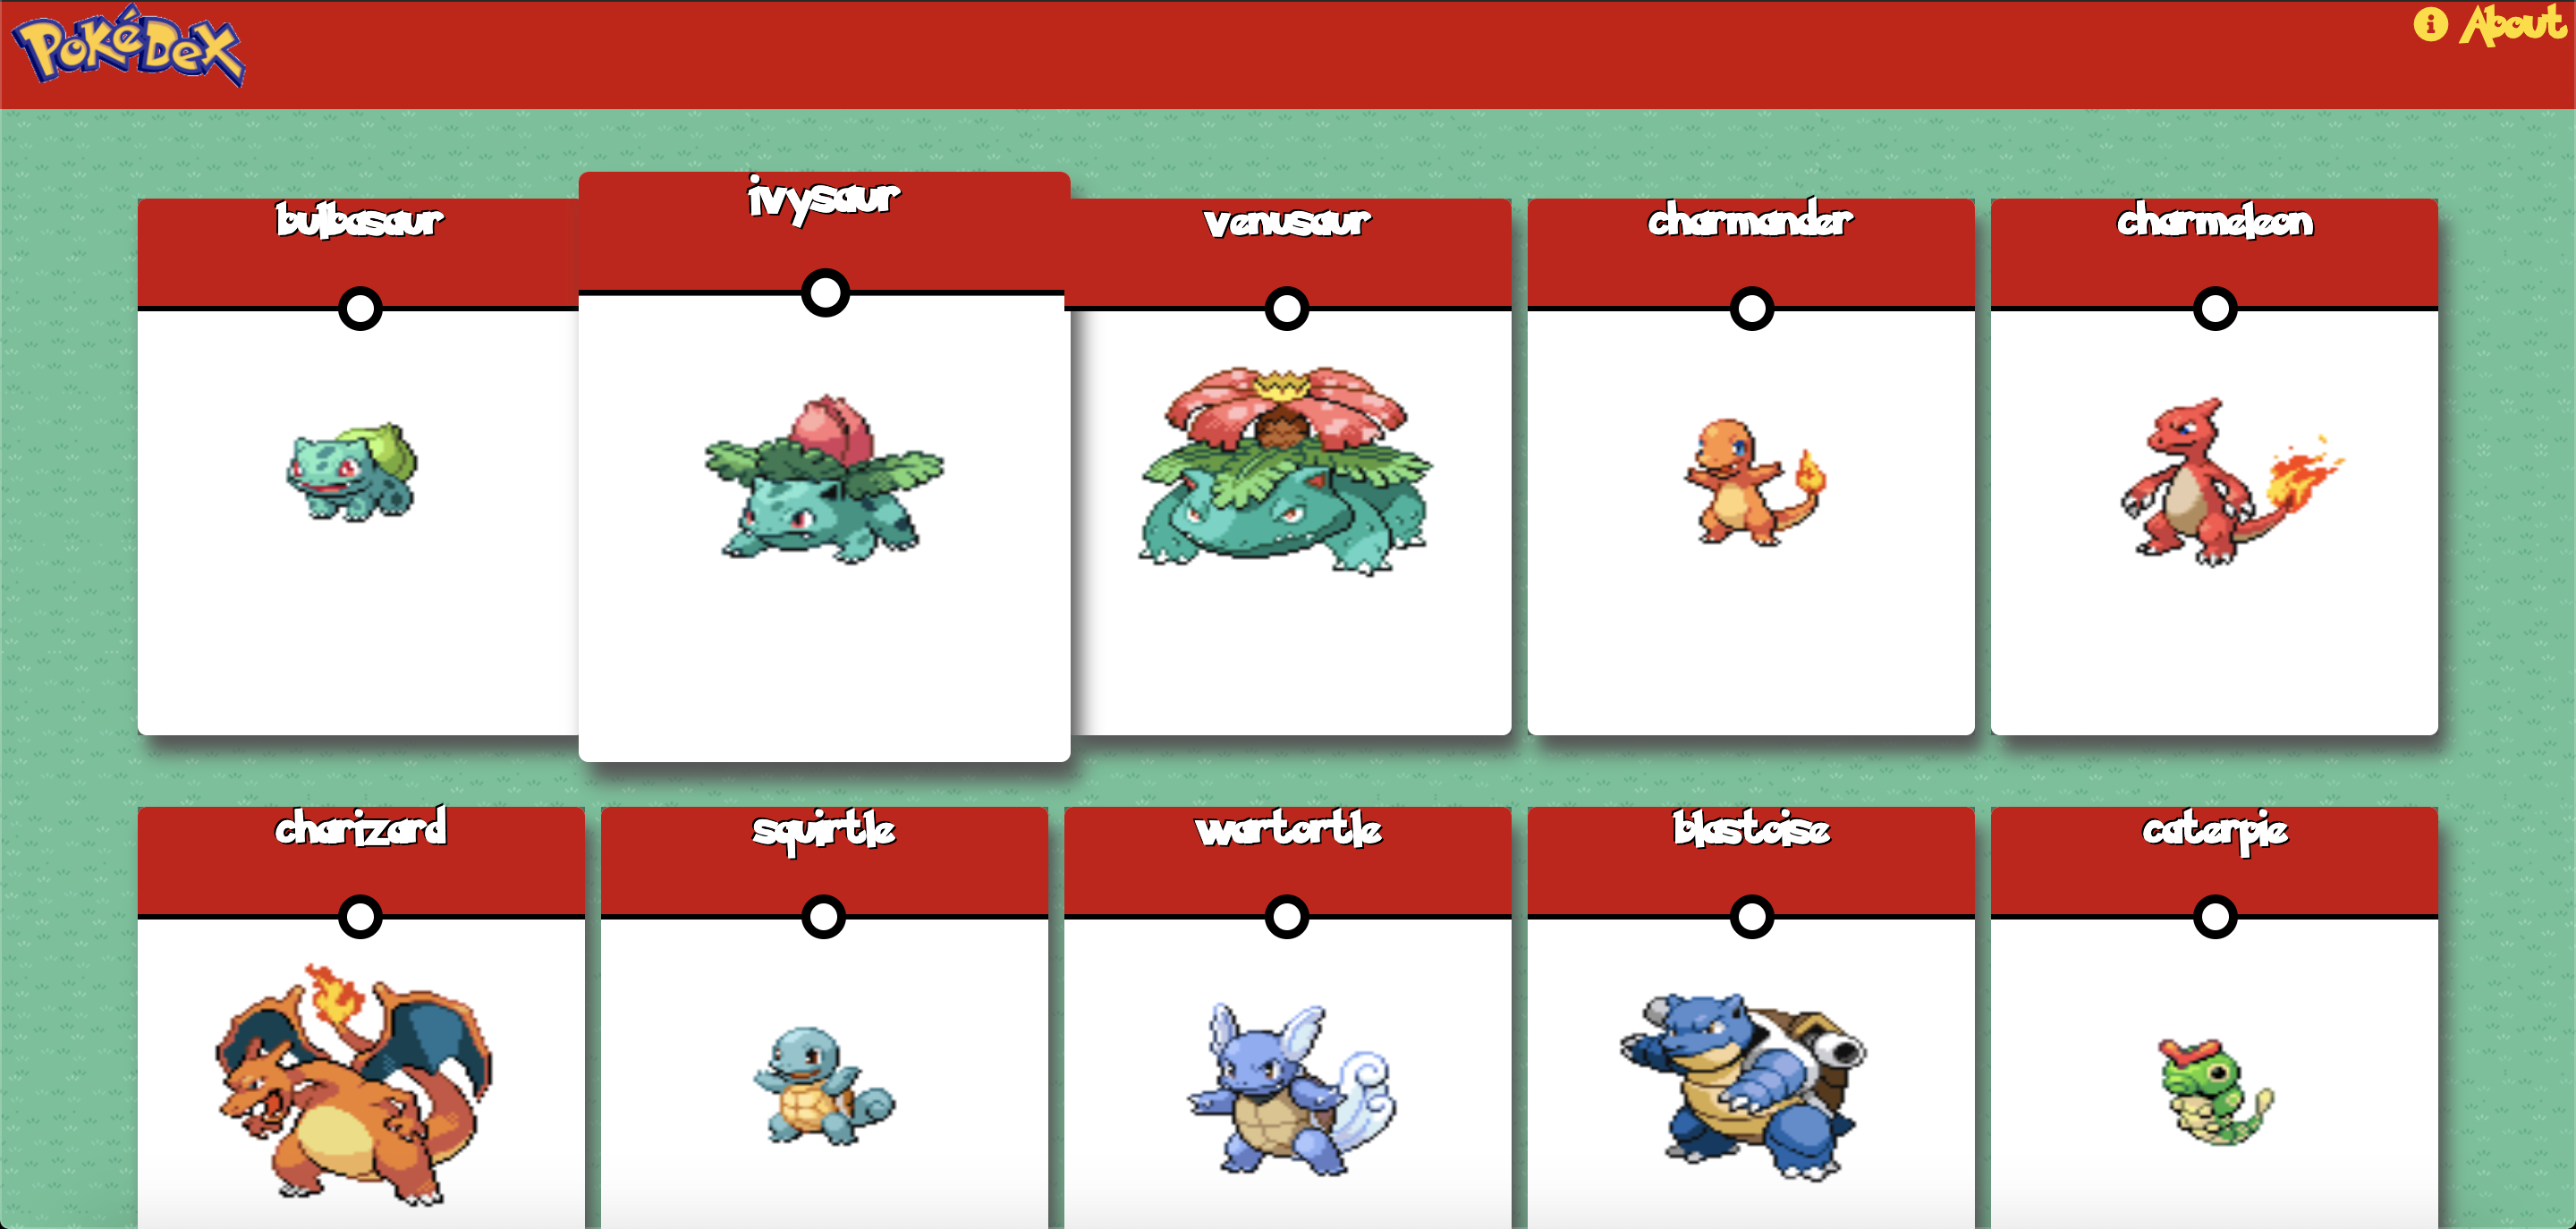 PokéDex
i About
bulbasaur
ivysaur
venusaur
charmander
charmeleon
charizard
squirtle
wartortle
blastoise
caterpie